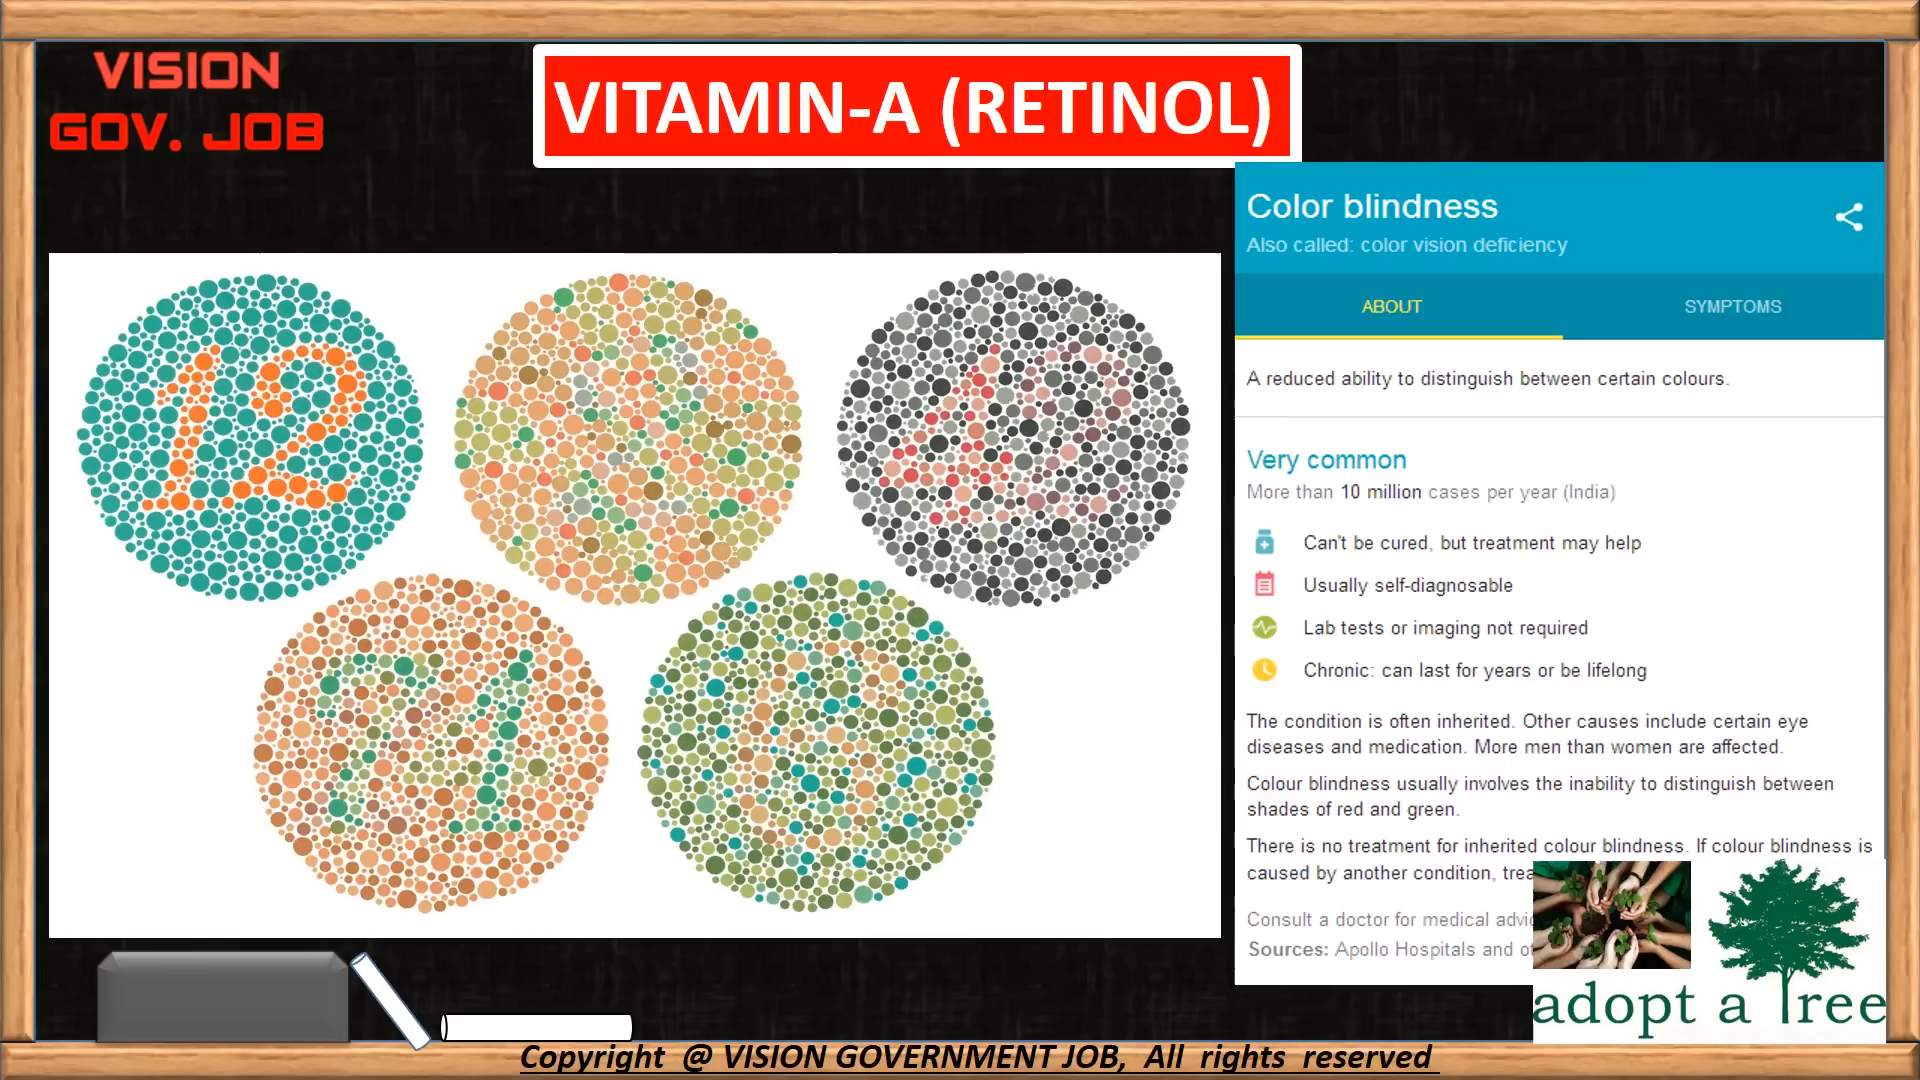 VISION
GOV. JOB
VITAMIN-A (RETINOL)
Color blindness
Also called: color vision deficiency
ABOUT
SYMPTOMS
A reduced ability to distinguish between certain colours.
Very common
More than 10 million cases per year (India)
Can't be cured, but treatment may help
Usually self-diagnosable
Lab tests or imaging not required
Chronic: can last for years or be lifelong
The condition is often inherited. Other causes include certain eye
diseases and medication. More men than women are affected.
Colour blindness usually involves the inability to distinguish between
shades of red and green.
There is no treatment for inherited colour blindness. If colour blindness is
caused by another condition,
Consult a doctor for medical
Sources: Apollo Hospitals and
12
adopt a Tree
Copyright @ VISION GOVERNMENT JOB, All rights reserved